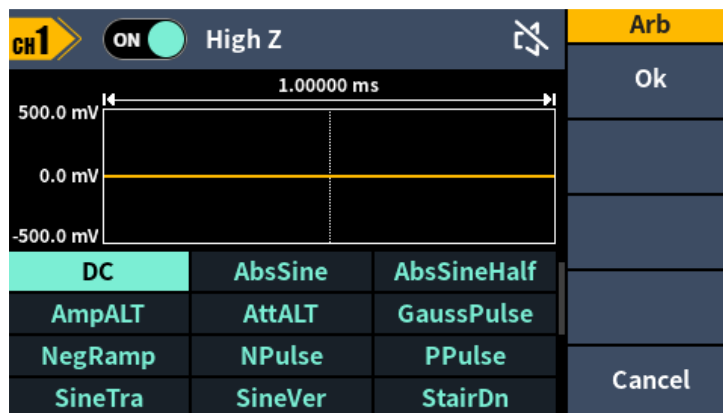 CH1 ON High Z
Arb
Ok
1.00000 ms
500.0 mV
0.0 mV
-500.0 mV
DC AbsSine AbsSineHalf
AmpALT AttALT GaussPulse
NegRamp NPulse PPulse
SineTra SineVer StairDn
Cancel